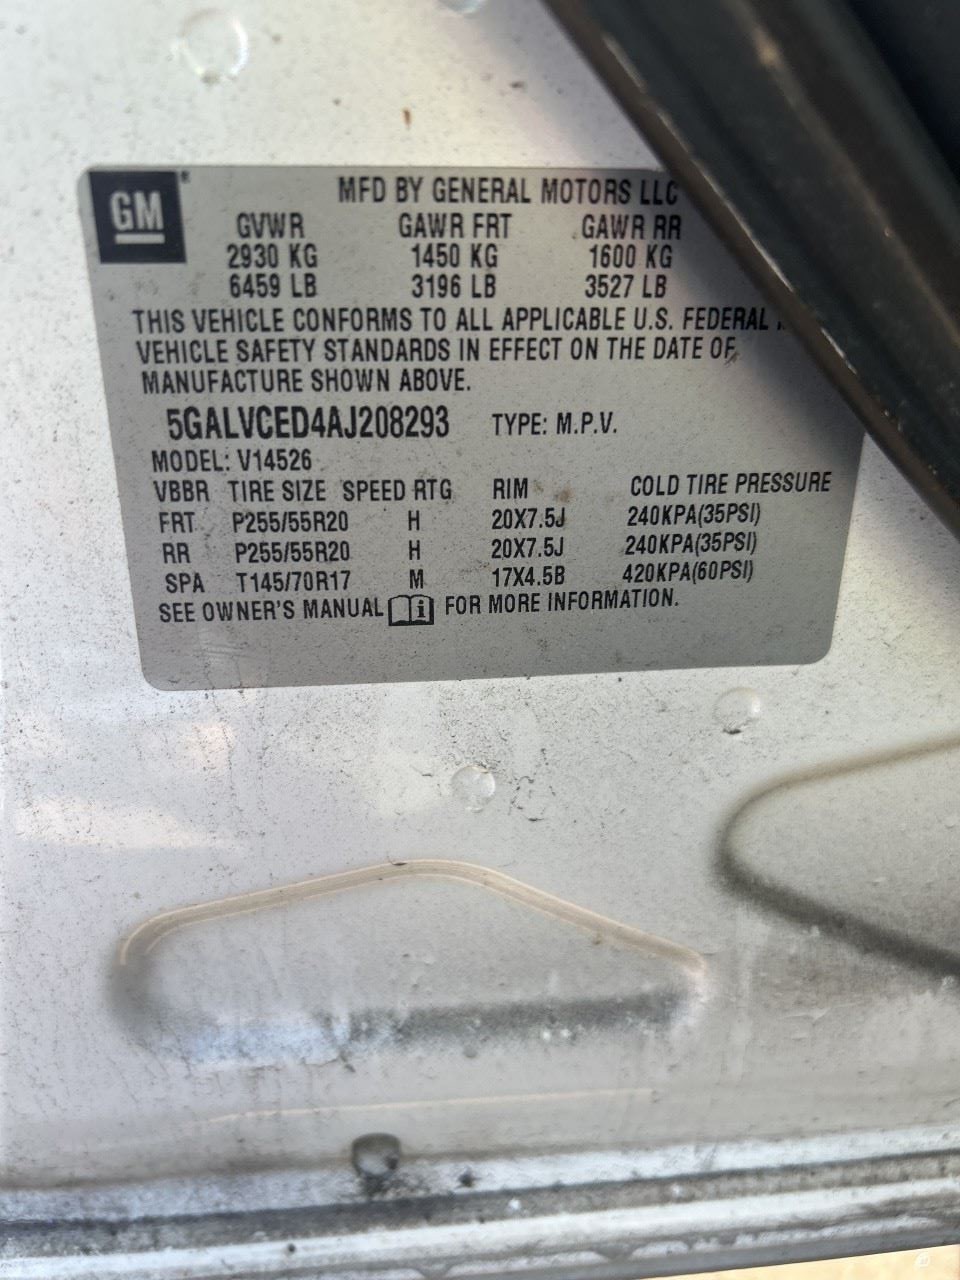 GM
MFD BY GENERAL MOTORS LLC
GVWR GAWR FRT GAWR RR
2930 KG 1450 KG 1600 KG
6459 LB 3196 LB 3527 LB
THIS VEHICLE CONFORMS TO ALL APPLICABLE U.S. FEDERAL
VEHICLE SAFETY STANDARDS IN EFFECT ON THE DATE OF
MANUFACTURE SHOWN ABOVE.
5GALVCED4AJ208293 TYPE: M.P.V.
MODEL: V14526
VBBR TIRE SIZE SPEED RTG RIM COLD TIRE PRESSURE
FRT P255/55R20 H 20X7.5J 240KPA(35PSI)
RR P255/55R20 H 20X7.5J 240KPA(35PSI)
SPA T145/70R17 M 17X4.5B 420KPA(60PSI)
SEE OWNER'S MANUAL i FOR MORE INFORMATION.